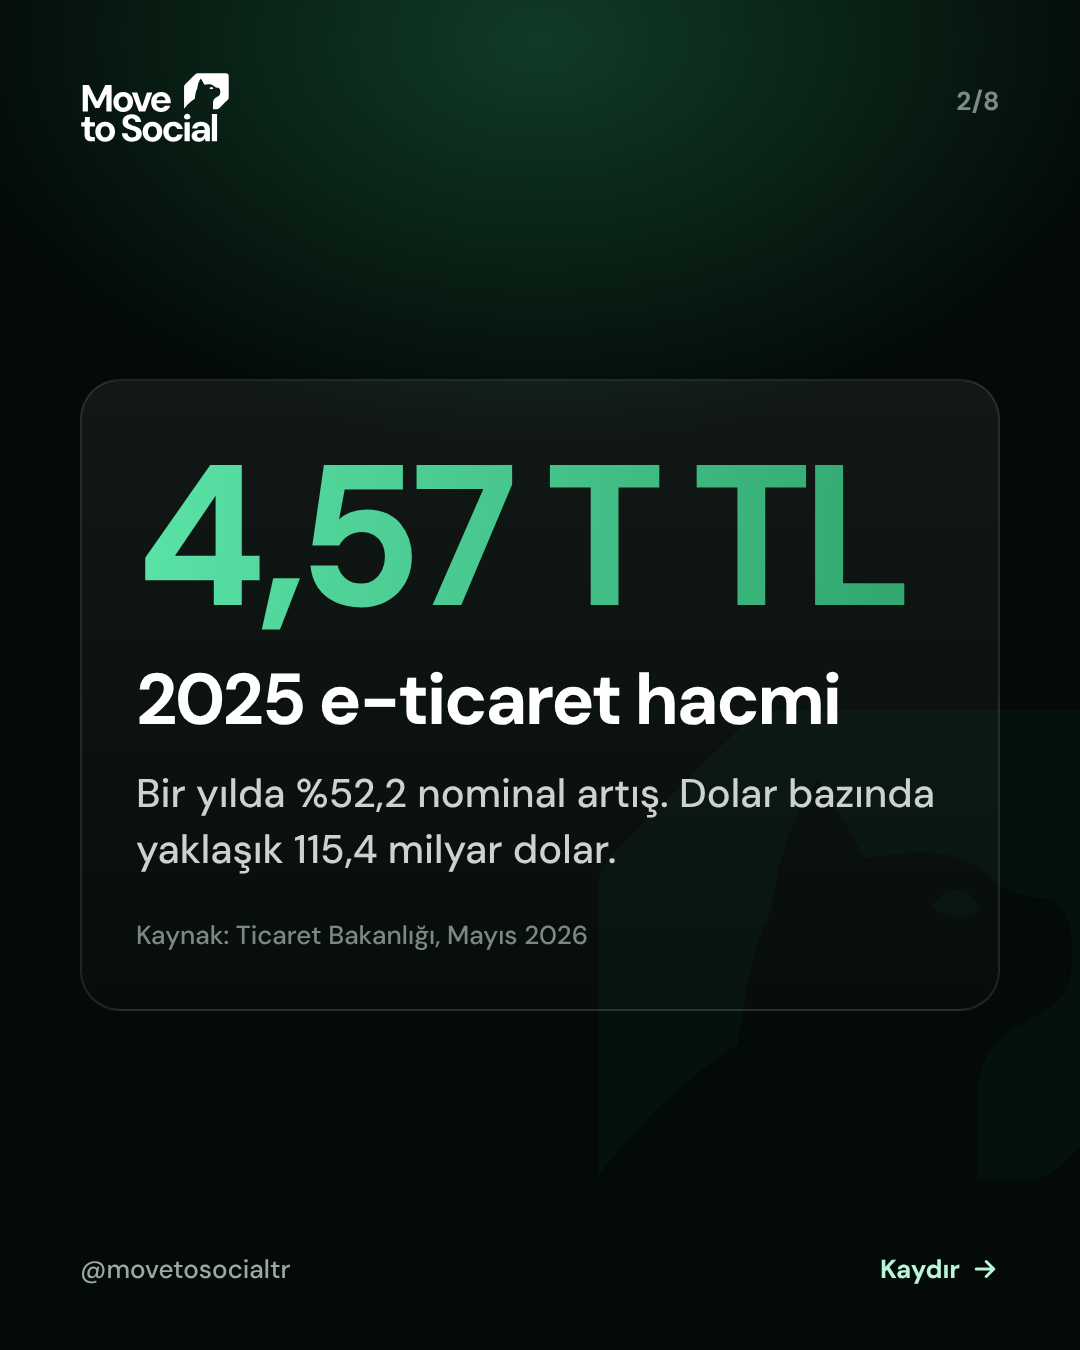 Move
to Social
2/8
4,57 T TL
2025 e-ticaret hacmi
Bir yılda %52,2 nominal artış. Dolar bazında
yaklaşık 115,4 milyar dolar.
Kaynak: Ticaret Bakanlığı, Mayıs 2026
@movetosocialtr
Kaydır →